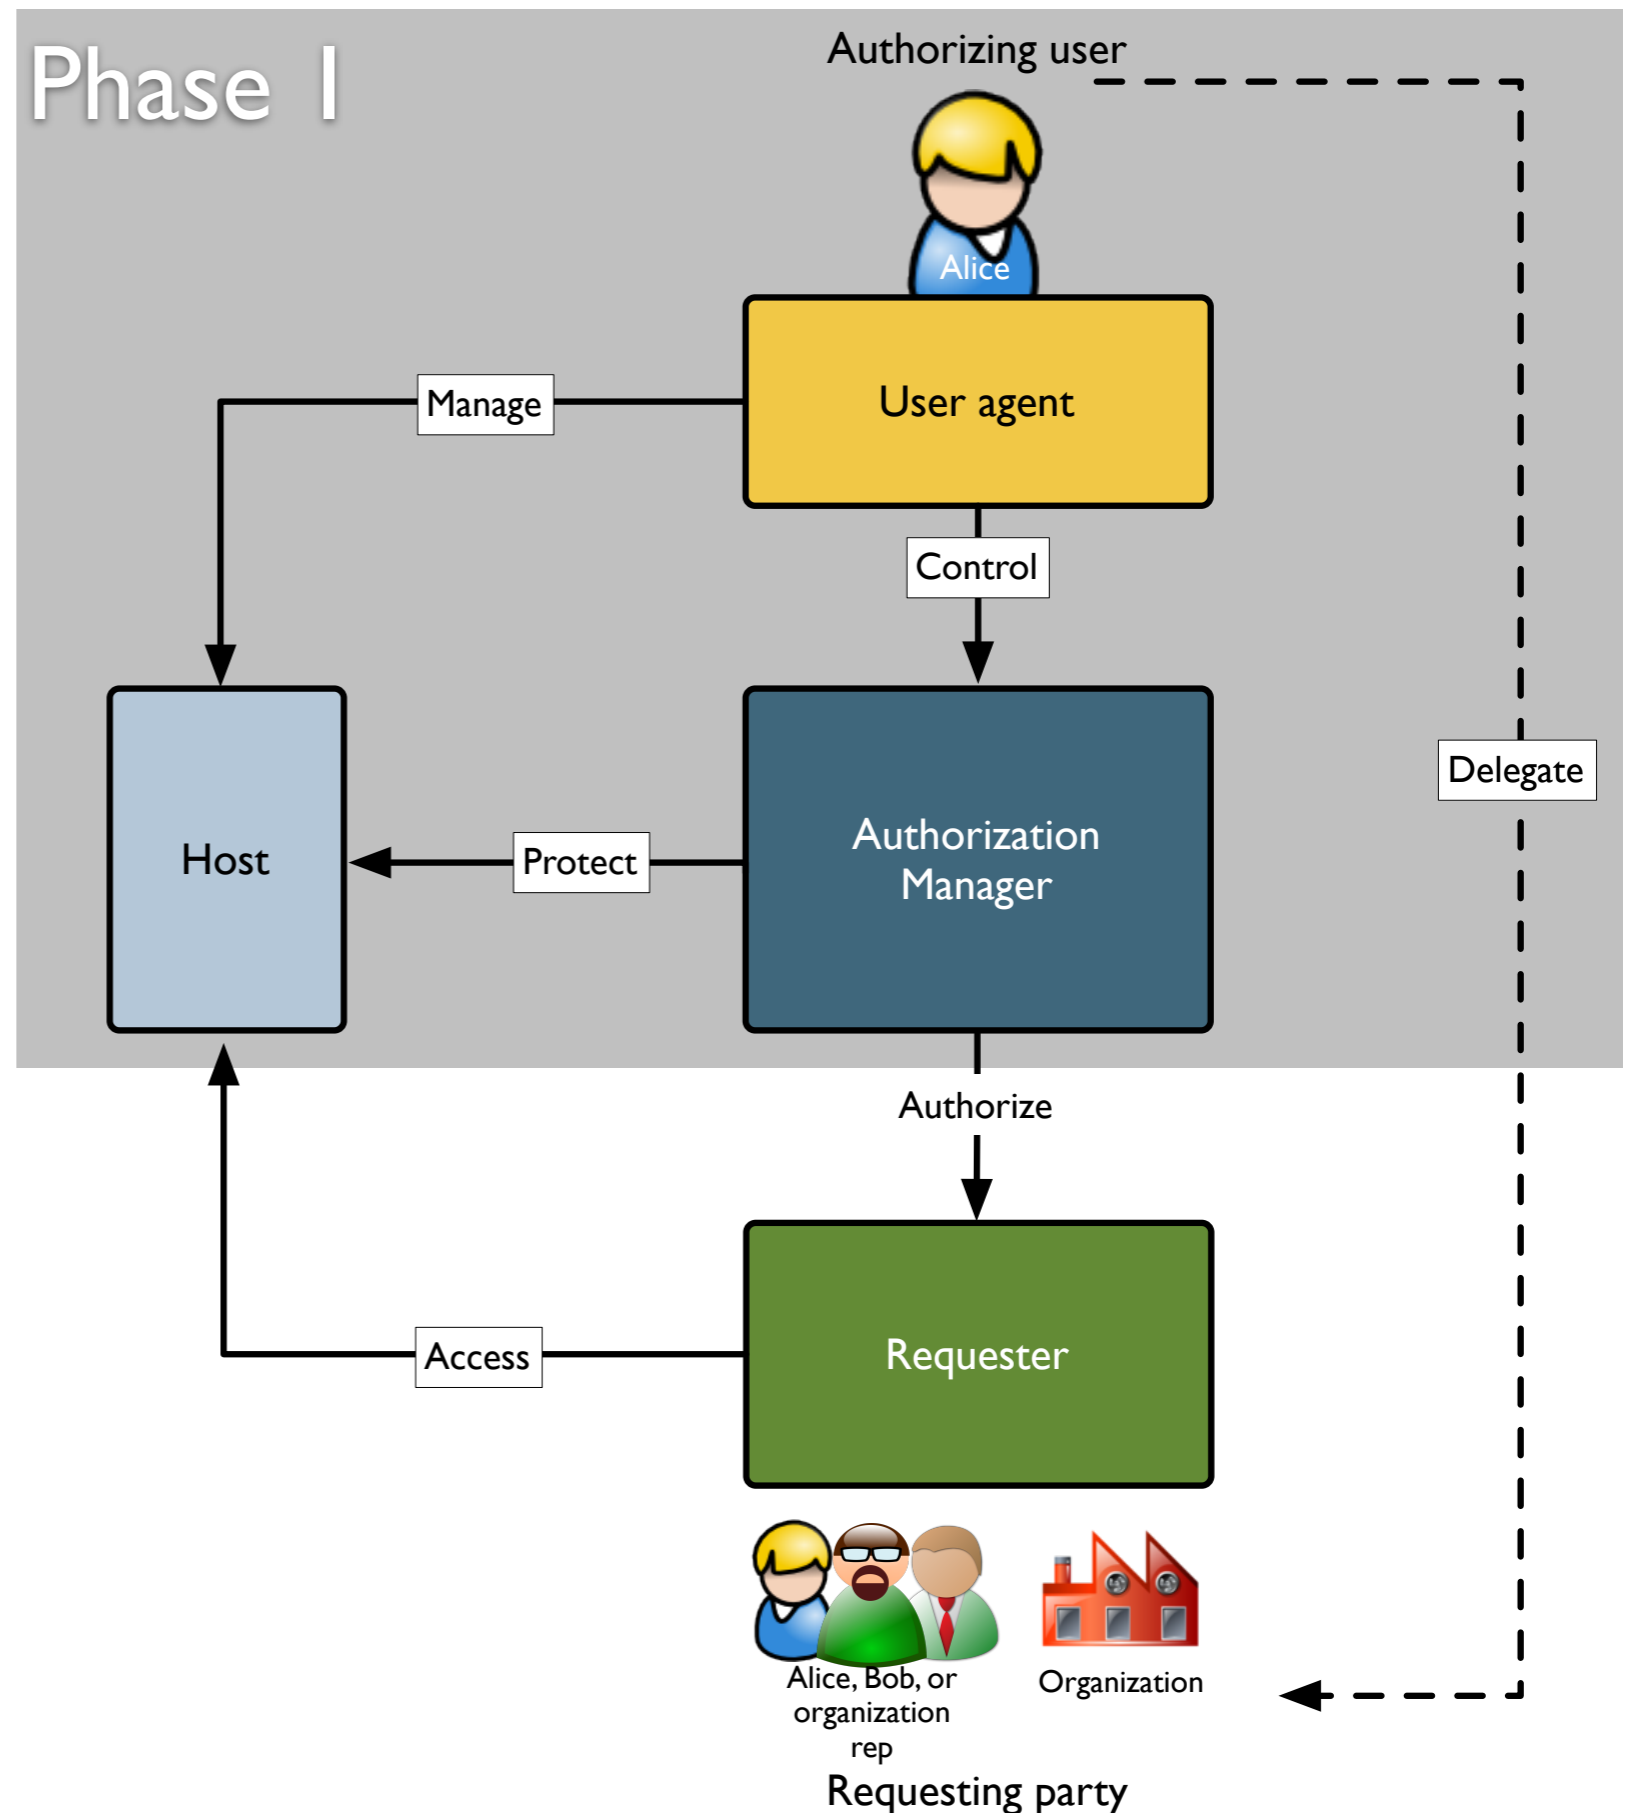 Phase 1
Authorizing user
Alice
User agent
Manage
Control
Delegate
Host
Protect
Authorization
Manager
Authorize
Access
Requester
Alice, Bob, or
organization
rep
Organization
Requesting party